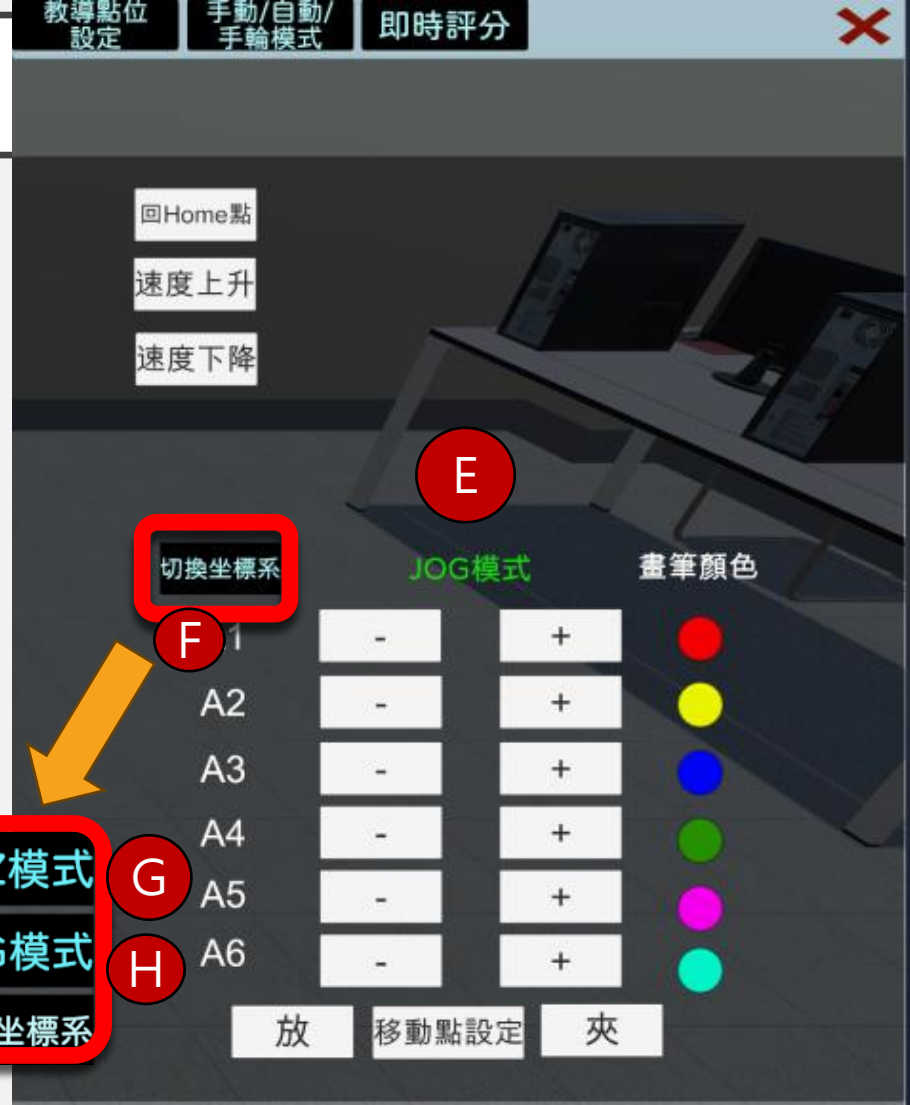 教導點位
設定
手動/自動/
手輪模式
即時評分
回Home點
速度上升
速度下降
E
切換坐標系
JOG模式
畫筆顏色
F
1
-
+
A2
-
+
A3
-
+
A4
-
+
A5
-
+
A6
-
+
模式
G
模式
H
坐標系
放
移動點設定
夾